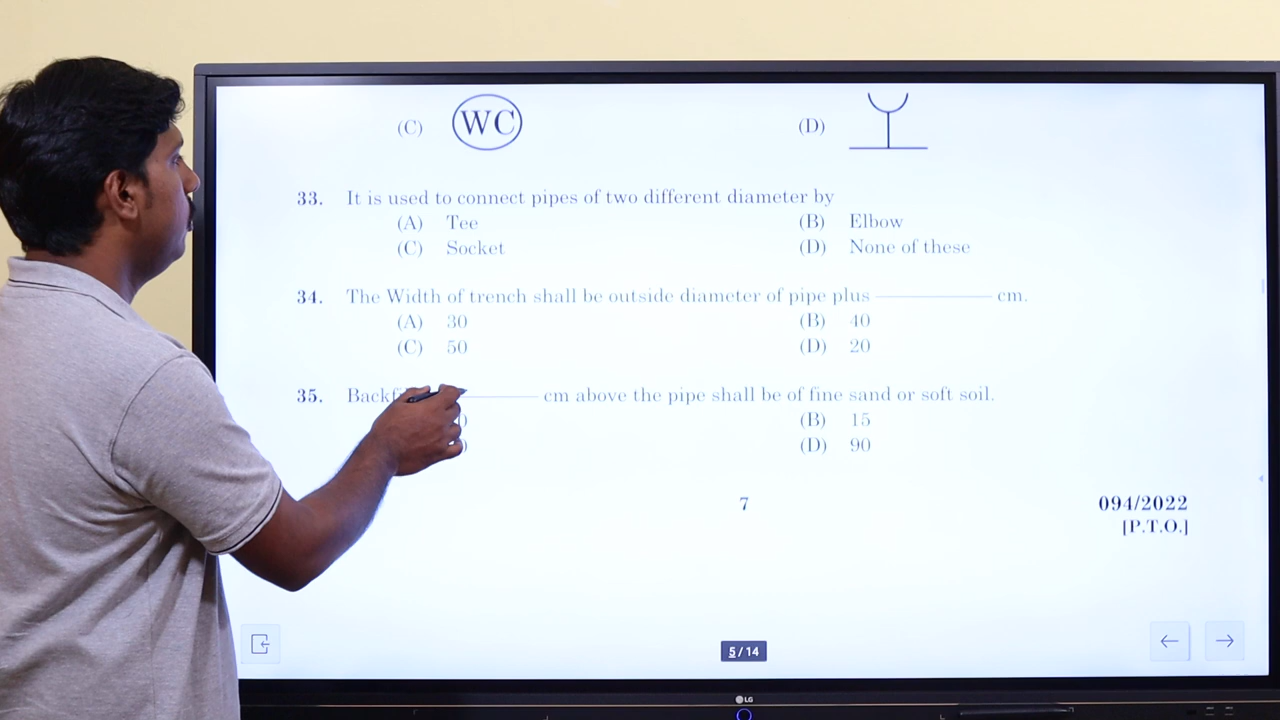 (C) WC (D)
33. It is used to connect pipes of two different diameter by
(A) Tee (B) Elbow
(C) Socket (D) None of these
34. The Width of trench shall be outside diameter of pipe plus ———— cm.
(A) 30 (B) 40
(C) 50 (D) 20
35. ———— cm above the pipe shall be of fine sand or soft soil.
(B) 15
(D) 90
7 094/2022
[P.T.O.]
5 / 14
LG